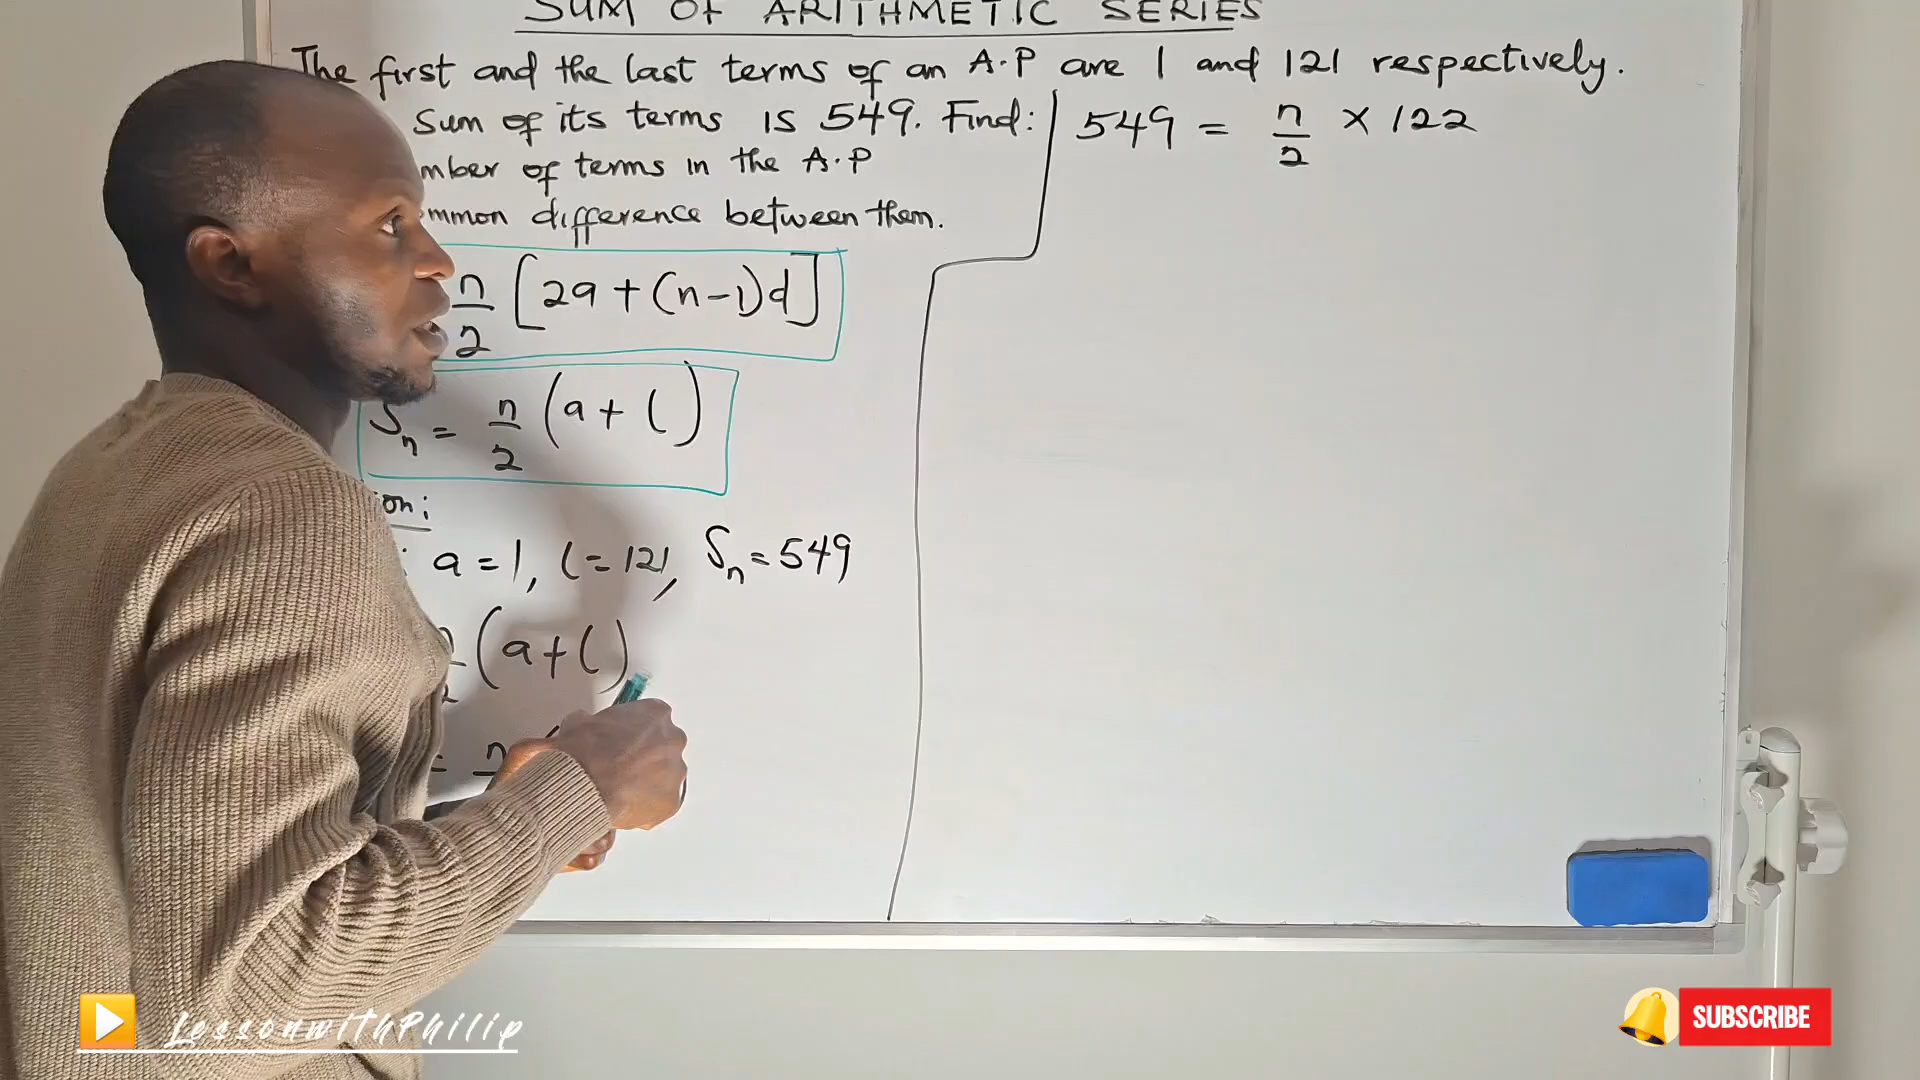 SUM OF ARITHMETIC SERIES
The first and the last terms of an A.P are 1 and 121 respectively.
Sum of its terms is 549. Find:
mber of terms in the A.P
ommon difference between them.
n/2 [2a + (n-1)d]
Sn = n/2 (a + l)
on:
: a = 1, l = 121, Sn = 549
n/2 (a + l)
= n
549 = n/2 × 122
LessonwithPhilip
SUBSCRIBE